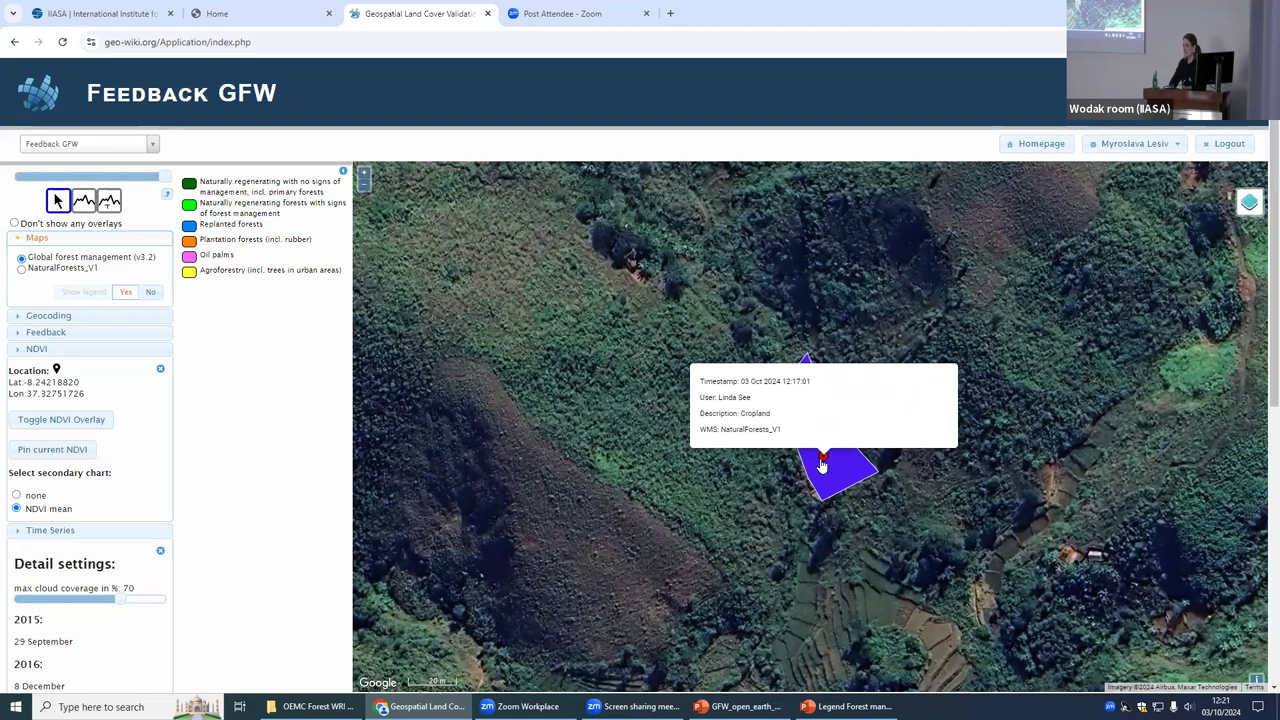 IIASA | International Institute fo
Home
Geospatial Land Cover Validatio
Post Attendee - Zoom
geo-wiki.org/Application/index.php
Wodak room (IIASA)
FEEDBACK GFW
Feedback GFW
Homepage
Myroslava Lesiv
Logout
Don't show any overlays
Maps
Global forest management (v3.2)
NaturalForests_V1
Show legend
Yes
No
Geocoding
Feedback
NDVI
Location:
Lat:-8.24218820
Lon:37.32751726
Toggle NDVI Overlay
Pin current NDVI
Select secondary chart:
none
NDVI mean
Time Series
Detail settings:
max cloud coverage in %: 70
2015:
29 September
2016:
8 December
Naturally regenerating with no signs of
management, incl. primary forests
Naturally regenerating forests with signs
of forest management
Replanted forests
Plantation forests (incl. rubber)
Oil palms
Agroforestry (incl. trees in urban areas)
Timestamp: 03 Oct 2024 12:17:01
User: Linda See
Description: Cropland
WMS: NaturalForests_V1
Google
20 m
Imagery ©2024 Airbus, Maxar Technologies
Terms
Type here to search
OEMC Forest WRI ...
Geospatial Land Co...
Zoom Workplace
Screen sharing mee...
GFW_open_earth_...
Legend Forest man...
12:21
03/10/2024